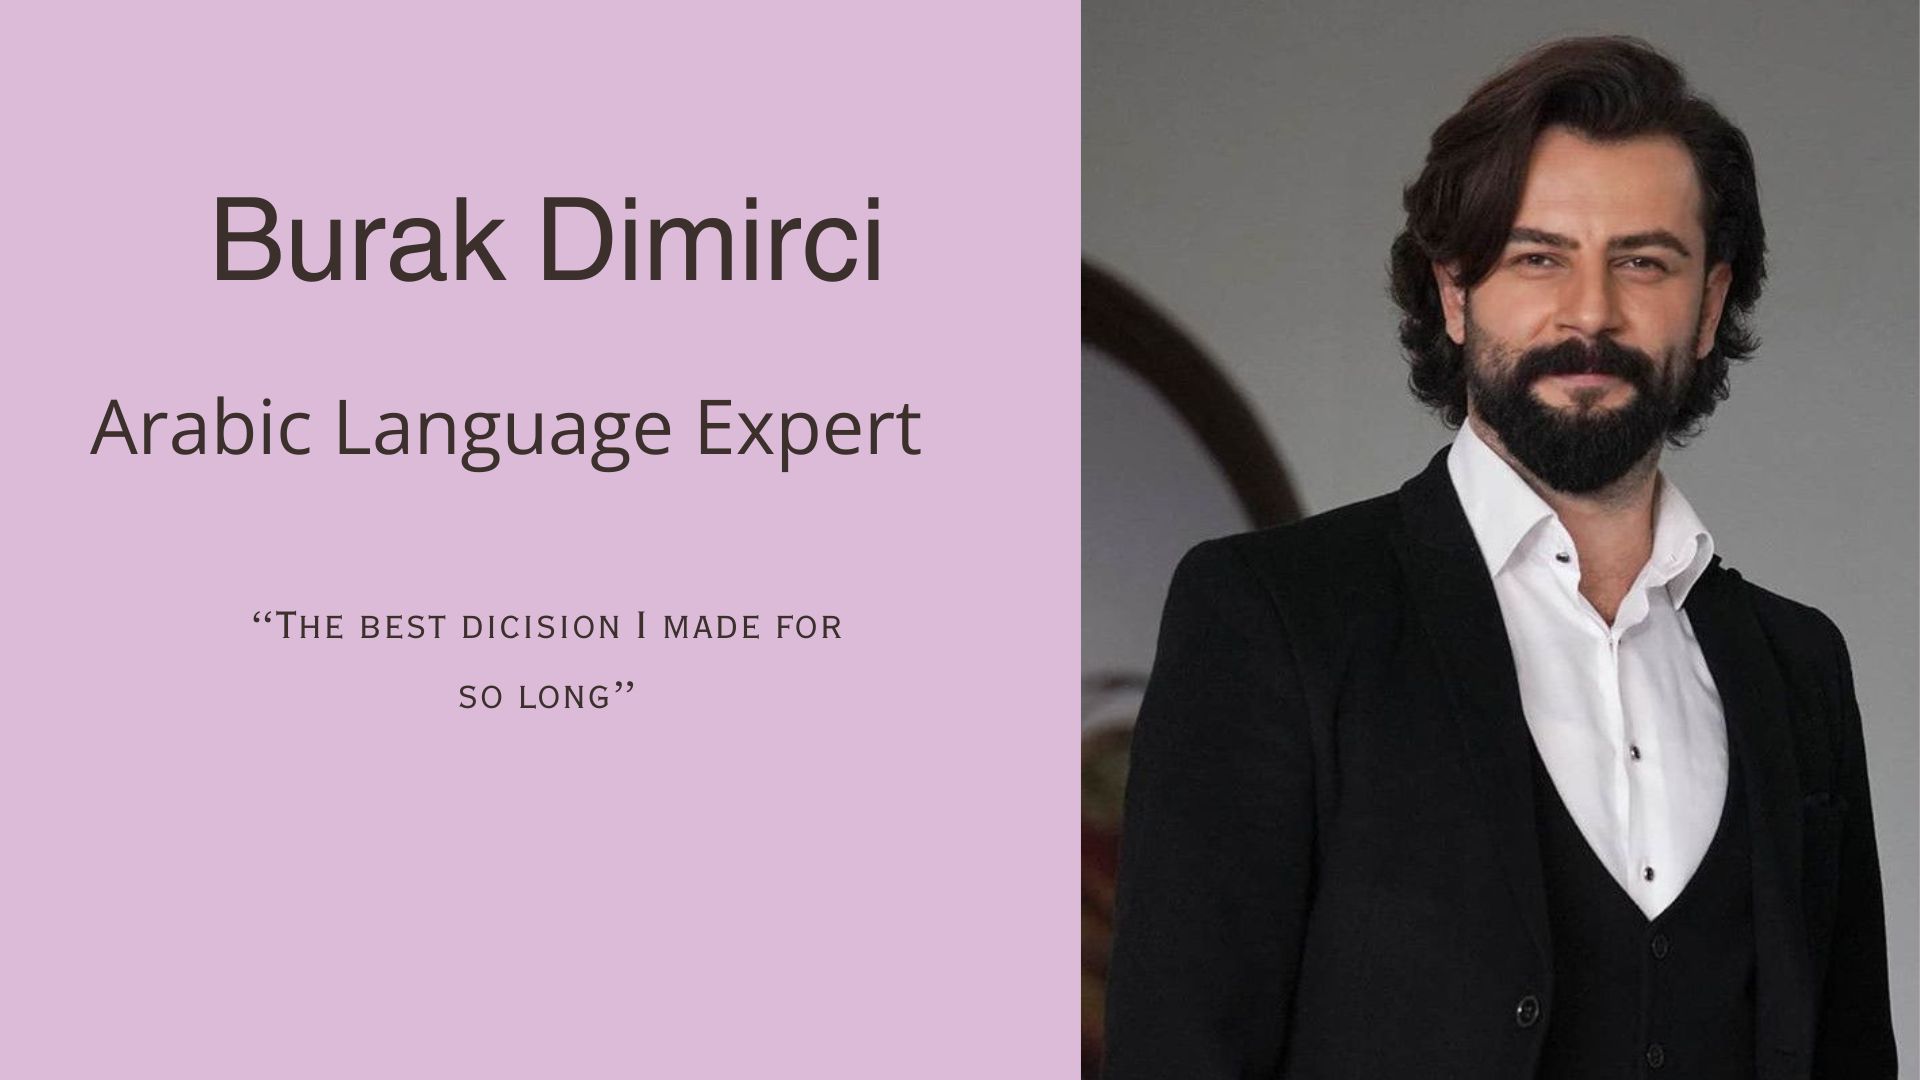 Burak Dimirci
Arabic Language Expert
“The best dicision I made for
so long”